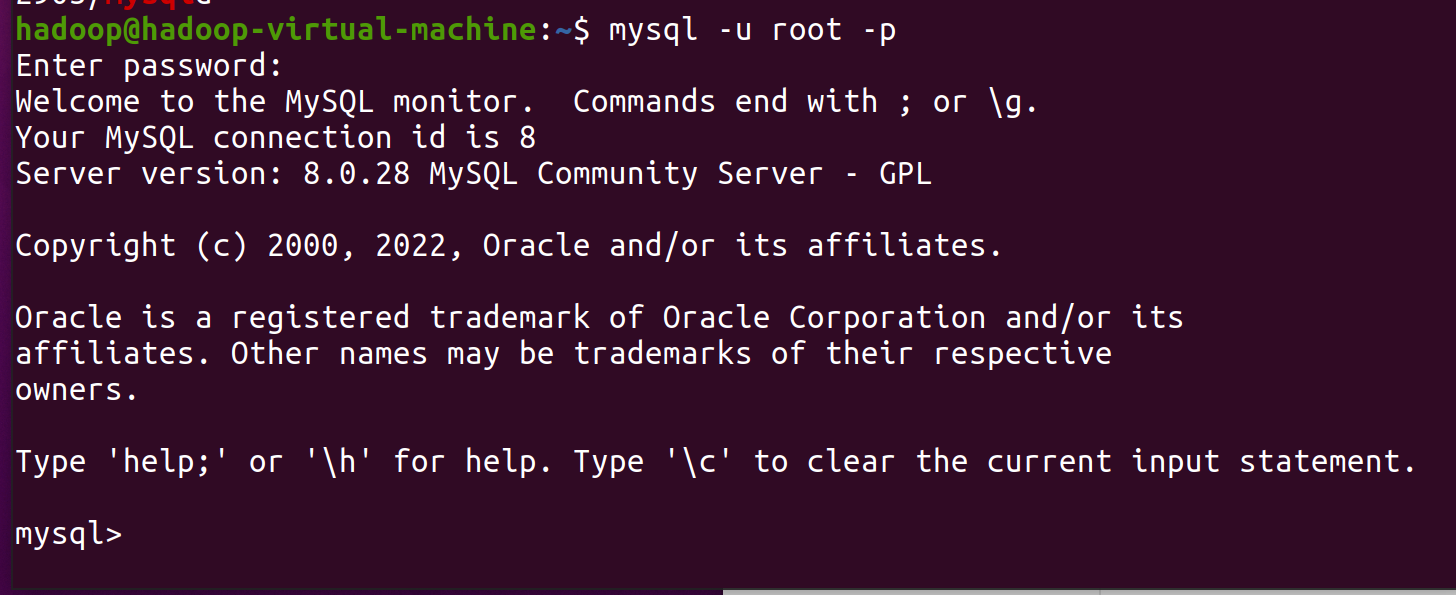 hadoop@hadoop-virtual-machine:~$ mysql -u root -p
Enter password:
Welcome to the MySQL monitor.  Commands end with ; or \g.
Your MySQL connection id is 8
Server version: 8.0.28 MySQL Community Server - GPL
Copyright (c) 2000, 2022, Oracle and/or its affiliates.
Oracle is a registered trademark of Oracle Corporation and/or its
affiliates. Other names may be trademarks of their respective
owners.
Type 'help;' or '\h' for help. Type '\c' to clear the current input statement.
mysql>